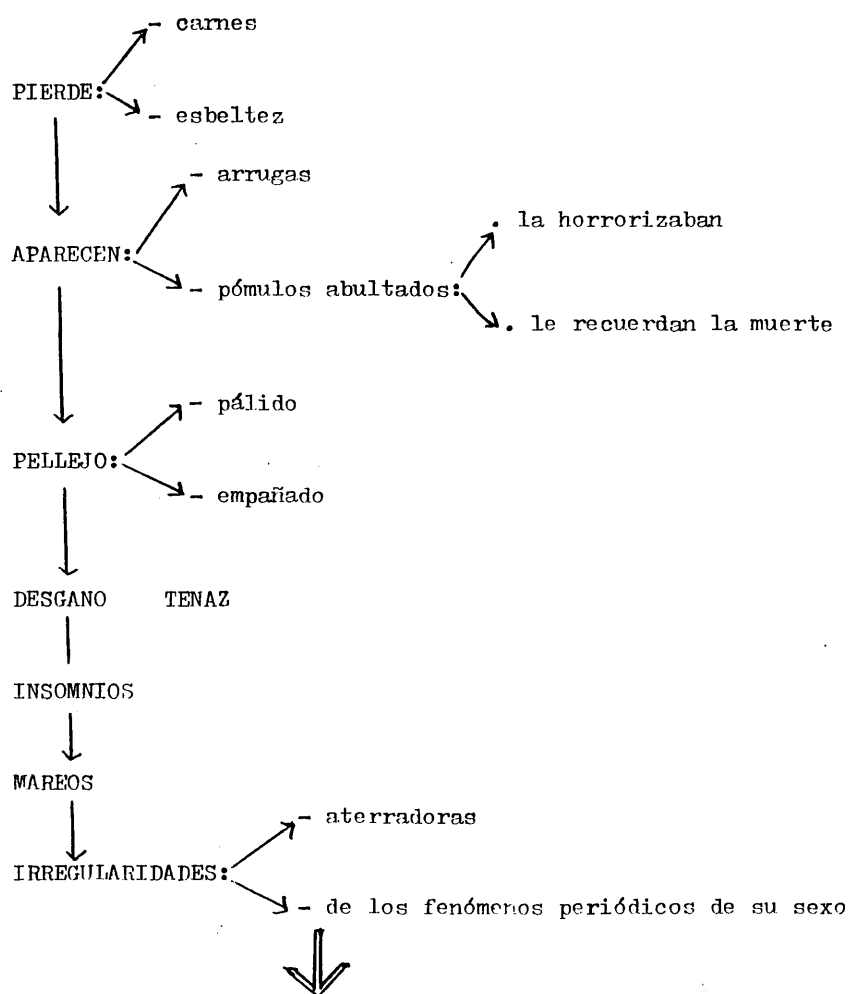 - carnes
PIERDE:
- esbeltez
- arrugas
. la horrorizaban
APARECEN:
- pómulos abultados:
. le recuerdan la muerte
- pálido
PELLEJO:
- empañado
DESGANO TENAZ
INSOMNIOS
MAREOS
- aterradoras
IRREGULARIDADES:
- de los fenómenos periódicos de su sexo